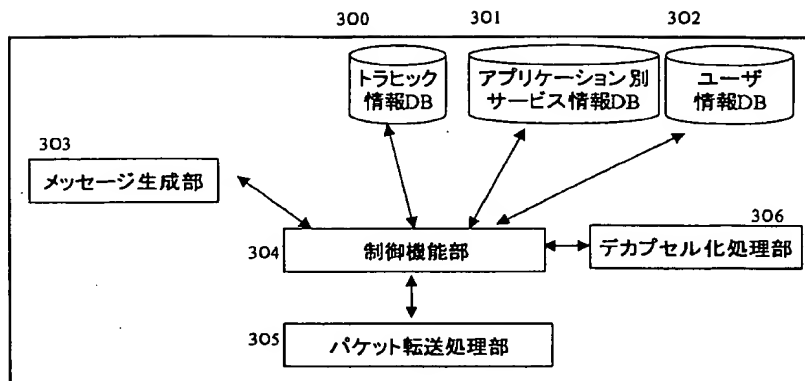 300
301
302
トラヒック
情報DB
アプリケーション別
サービス情報DB
ユーザ
情報DB
303
メッセージ生成部
306
304
制御機能部
デカプセル化処理部
305
パケット転送処理部